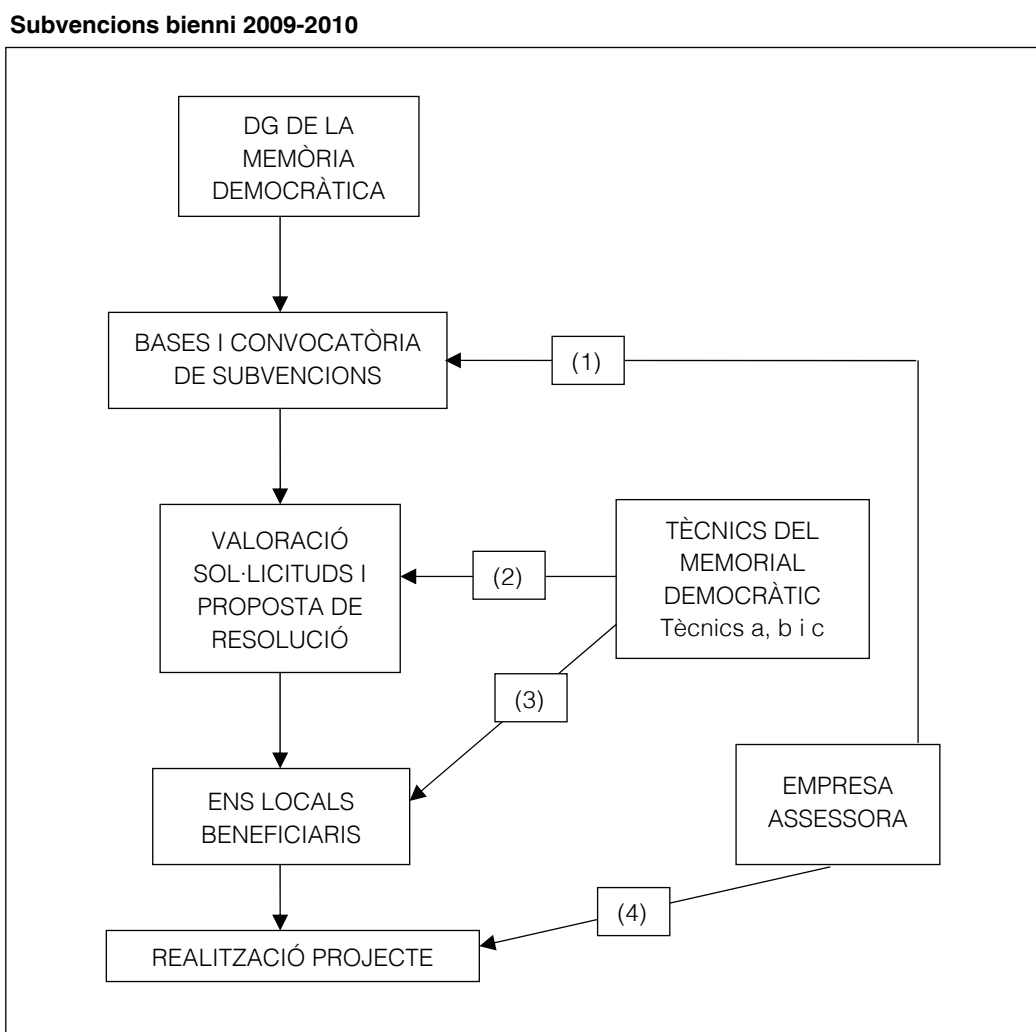 Subvencions bienni 2009-2010
DG DE LA
MEMÒRIA
DEMOCRÀTICA
BASES I CONVOCATÒRIA
DE SUBVENCIONS
(1)
VALORACIÓ
SOL·LICITUDS I
PROPOSTA DE
RESOLUCIÓ
(2)
TÈCNICS DEL
MEMORIAL
DEMOCRÀTIC
Tècnics a, b i c
(3)
ENS LOCALS
BENEFICIARIS
EMPRESA
ASSESSORA
(4)
REALITZACIÓ PROJECTE